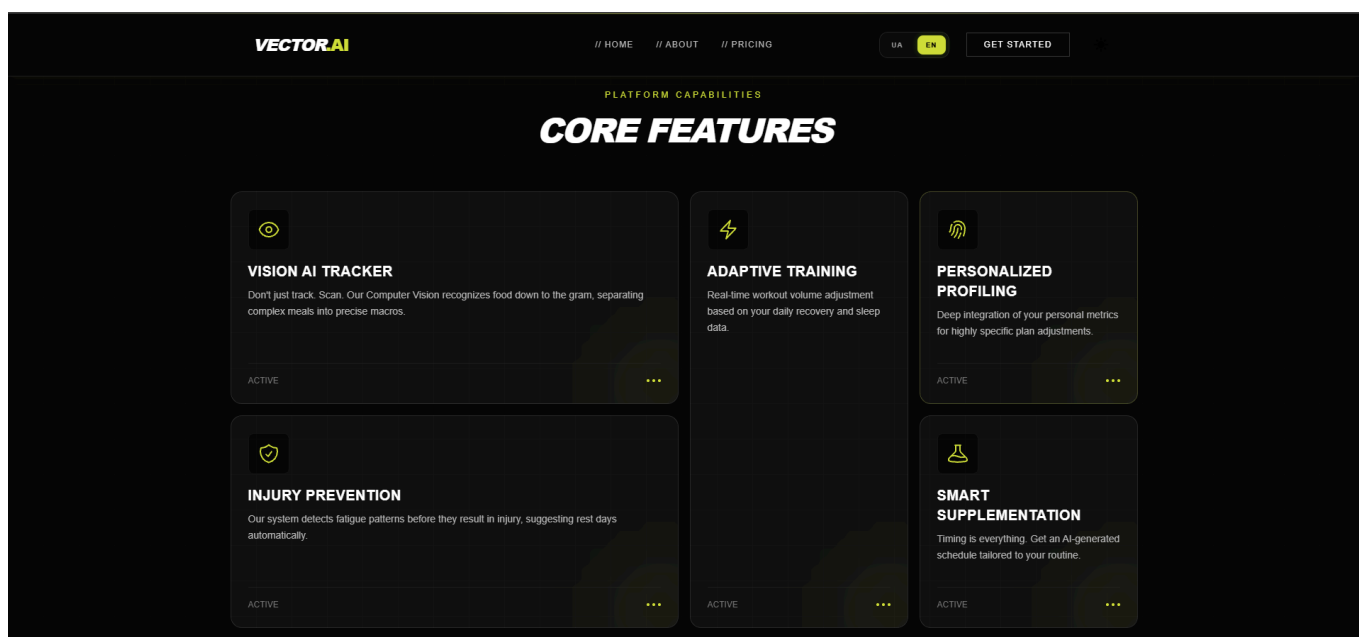 VECTOR.AI
// HOME // ABOUT // PRICING
UA EN
GET STARTED
PLATFORM CAPABILITIES
CORE FEATURES
VISION AI TRACKER
Don't just track. Scan. Our Computer Vision recognizes food down to the gram, separating
complex meals into precise macros.
ACTIVE
ADAPTIVE TRAINING
Real-time workout volume adjustment
based on your daily recovery and sleep
data.
ACTIVE
PERSONALIZED
PROFILING
Deep integration of your personal metrics
for highly specific plan adjustments.
ACTIVE
INJURY PREVENTION
Our system detects fatigue patterns before they result in injury, suggesting rest days
automatically.
ACTIVE
SMART
SUPPLEMENTATION
Timing is everything. Get an AI-generated
schedule tailored to your routine.
ACTIVE